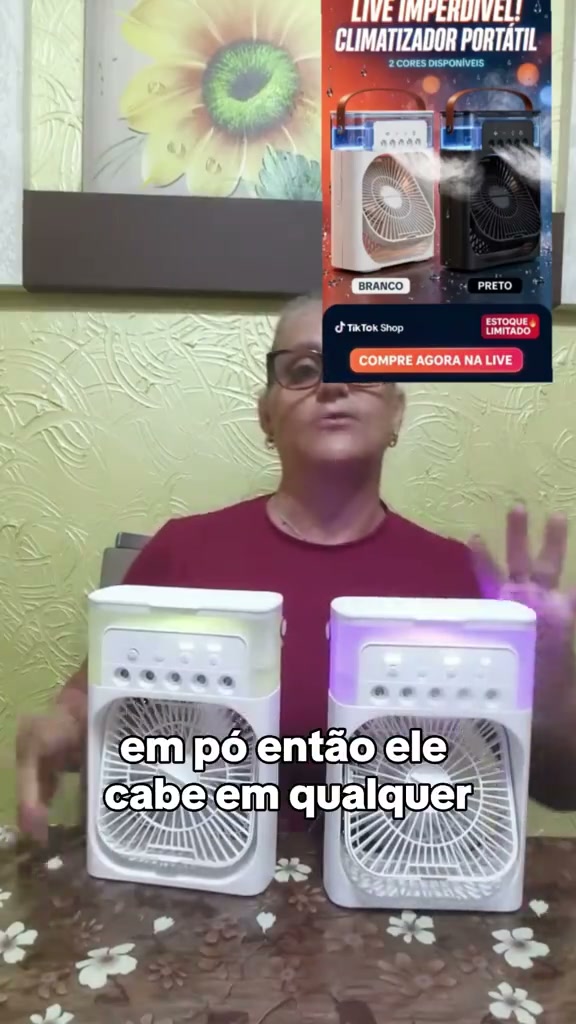 LIVE IMPERDÍVEL!
CLIMATIZADOR PORTÁTIL
2 CORES DISPONÍVEIS
BRANCO
PRETO
TikTok Shop
ESTOQUE
LIMITADO
COMPRE AGORA NA LIVE
em pó então ele
cabe em qualquer